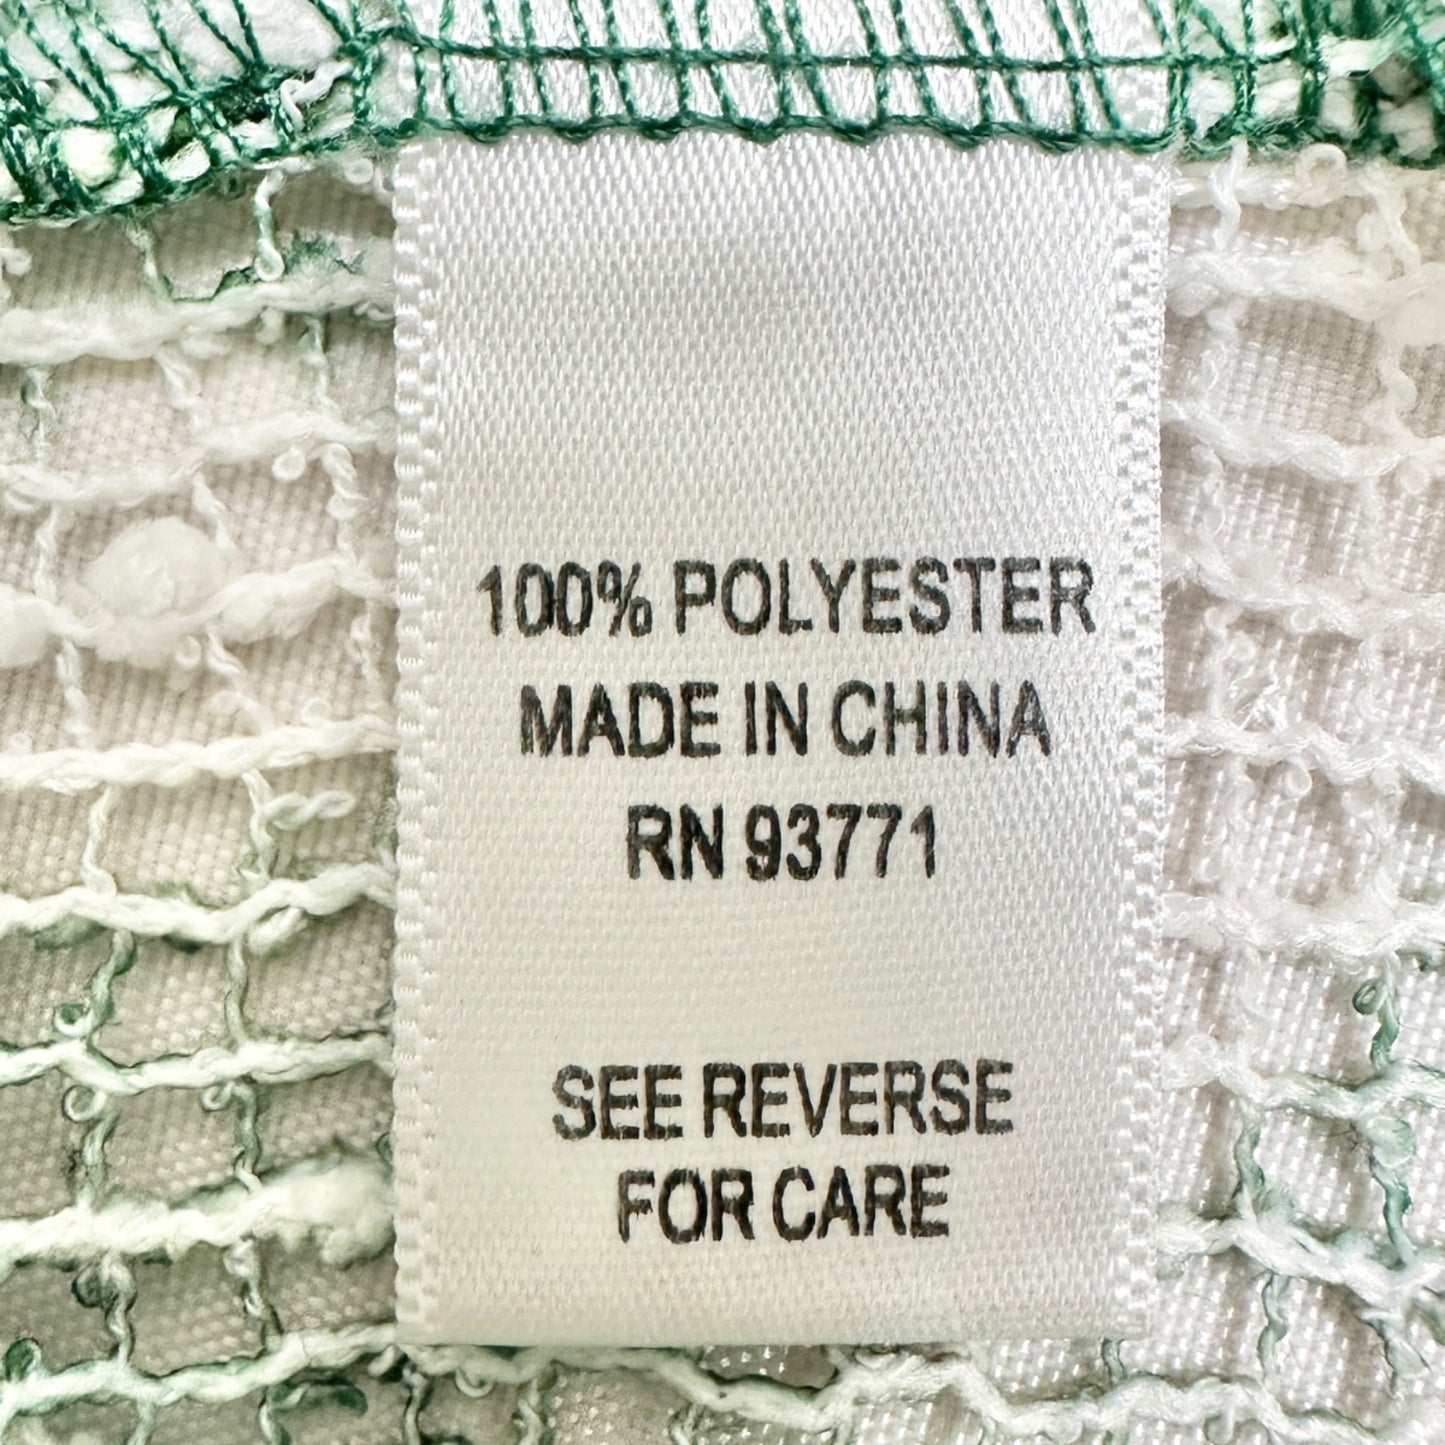 100% POLYESTER
MADE IN CHINA
RN 93771
SEE REVERSE
FOR CARE